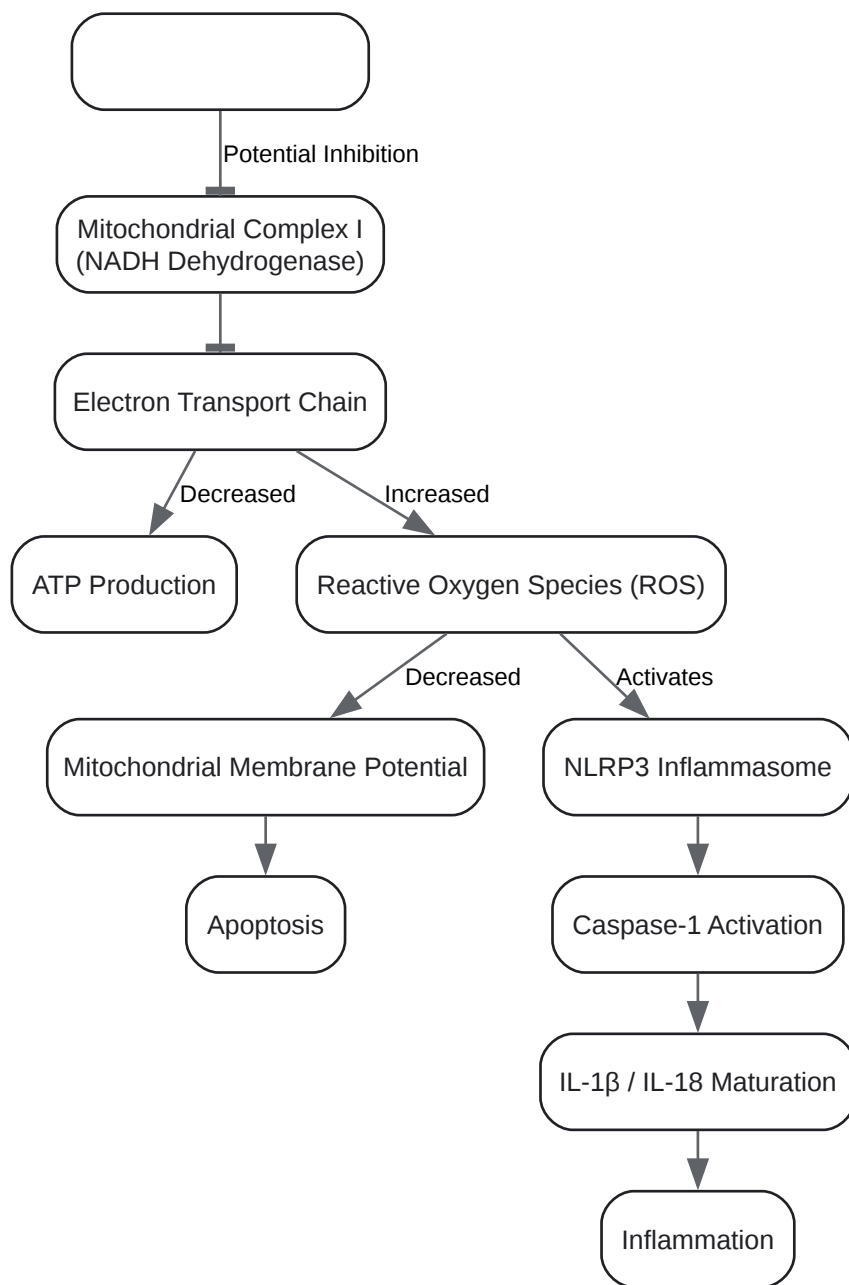 Potential Inhibition
Mitochondrial Complex I
(NADH Dehydrogenase)
Electron Transport Chain
Decreased
Increased
ATP Production
Reactive Oxygen Species (ROS)
Decreased
Activates
Mitochondrial Membrane Potential
NLRP3 Inflammasome
Apoptosis
Caspase-1 Activation
IL-1β / IL-18 Maturation
Inflammation